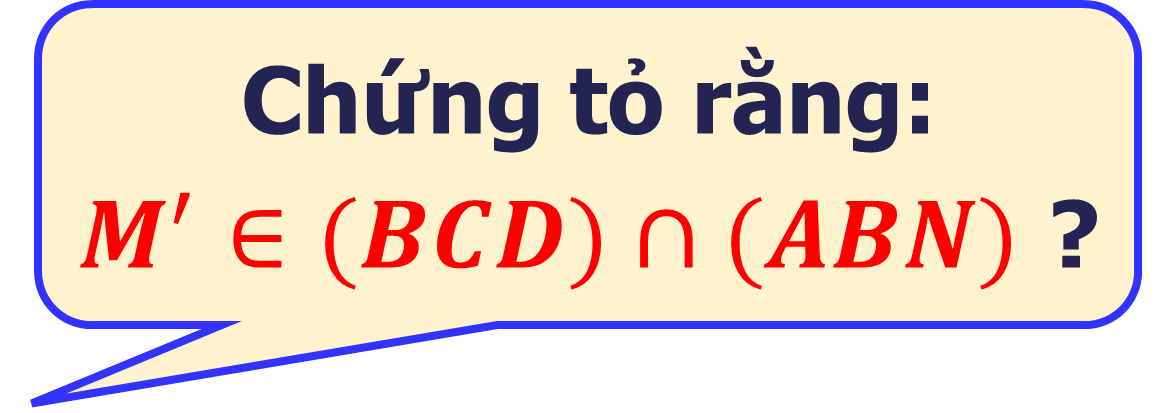 Chứng tỏ rằng:
M′ ∈ (BCD) ∩ (ABN) ?